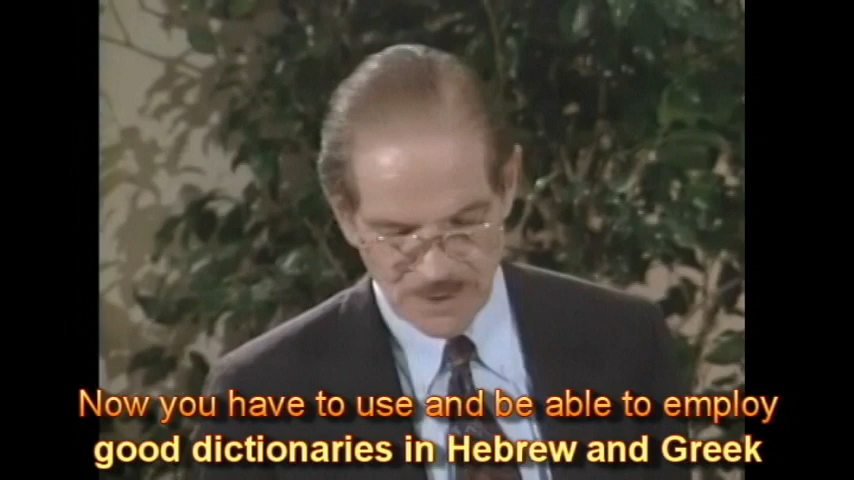 Now you have to use and be able to employ
good dictionaries in Hebrew and Greek